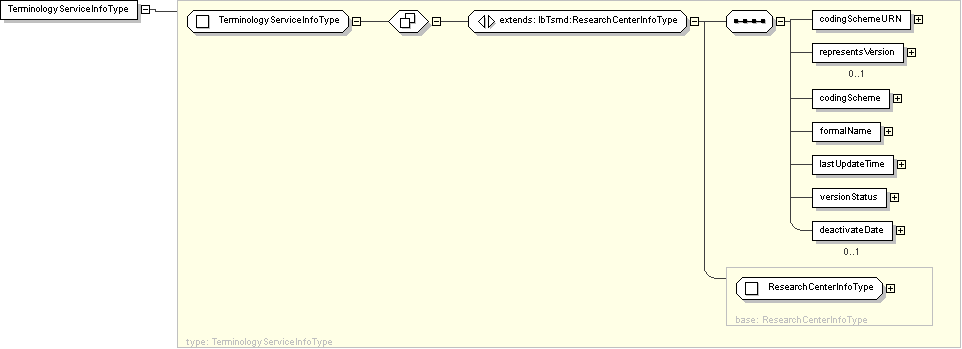 TerminologyServiceInfoType
TerminologyServiceInfoType
extends: lbTsmd:ResearchCenterInfoType
codingSchemeURN
representsVersion
0..1
codingScheme
formalName
lastUpdateTime
versionStatus
deactivateDate
0..1
ResearchCenterInfoType
base: ResearchCenterInfoType
type: TerminologyServiceInfoType